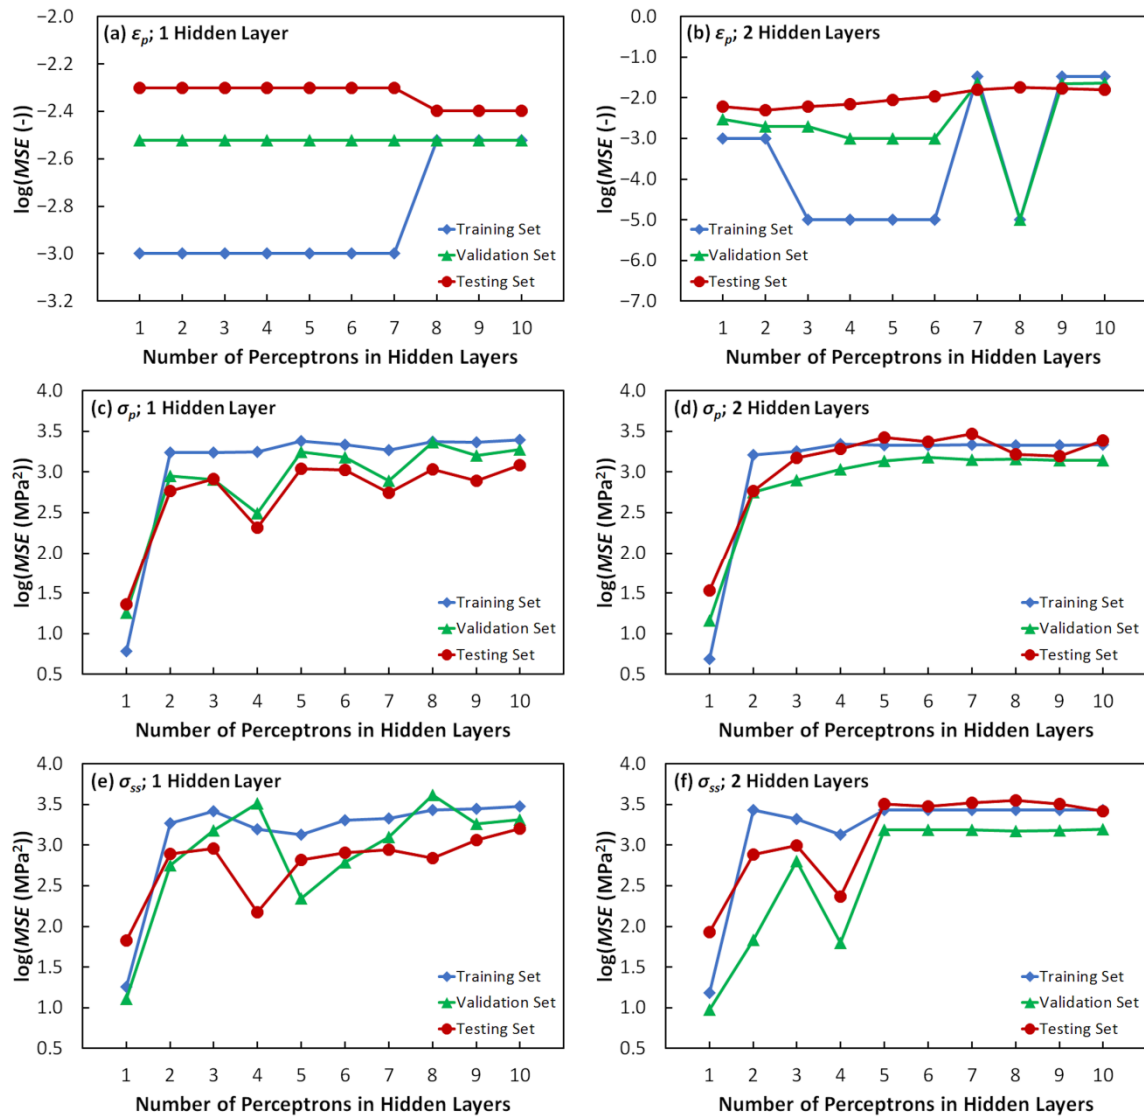 (a) εp; 1 Hidden Layer
log(MSE (-)
−2.0
−2.2
−2.4
−2.6
−2.8
−3.0
−3.2
Training Set
Validation Set
Testing Set
1 2 3 4 5 6 7 8 9 10
Number of Perceptrons in Hidden Layers
(b) εp; 2 Hidden Layers
log(MSE (-)
0.0
−1.0
−2.0
−3.0
−4.0
−5.0
−6.0
−7.0
Training Set
Validation Set
Testing Set
1 2 3 4 5 6 7 8 9 10
Number of Perceptrons in Hidden Layers
(c) σp; 1 Hidden Layer
log(MSE (MPa²)
4.0
3.5
3.0
2.5
2.0
1.5
1.0
0.5
Training Set
Validation Set
Testing Set
1 2 3 4 5 6 7 8 9 10
Number of Perceptrons in Hidden Layers
(d) σp; 2 Hidden Layers
log(MSE (MPa²)
4.0
3.5
3.0
2.5
2.0
1.5
1.0
0.5
Training Set
Validation Set
Testing Set
1 2 3 4 5 6 7 8 9 10
Number of Perceptrons in Hidden Layers
(e) σss; 1 Hidden Layer
log(MSE (MPa²)
4.0
3.5
3.0
2.5
2.0
1.5
1.0
0.5
Training Set
Validation Set
Testing Set
1 2 3 4 5 6 7 8 9 10
Number of Perceptrons in Hidden Layers
(f) σss; 2 Hidden Layers
log(MSE (MPa²)
4.0
3.5
3.0
2.5
2.0
1.5
1.0
0.5
Training Set
Validation Set
Testing Set
1 2 3 4 5 6 7 8 9 10
Number of Perceptrons in Hidden Layers